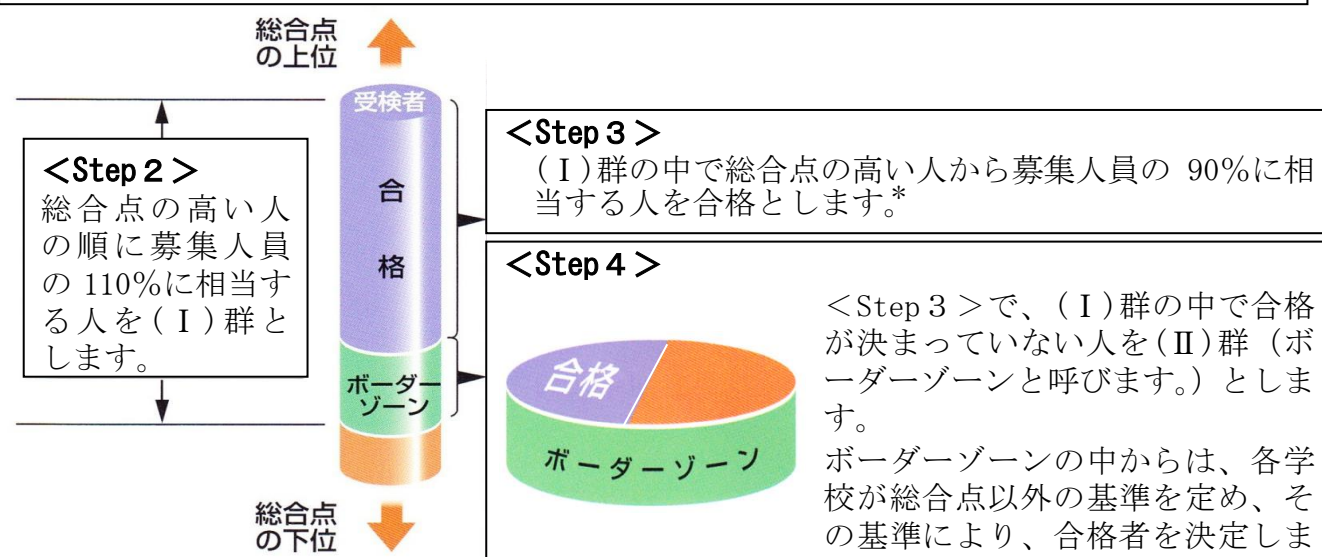 総合点
の上位
受検者
合
格
ボーダー
ゾーン
総合点
の下位
<Step 2>
総合点の高い人
の順に募集人員
の 110%に相当す
る人を(Ⅰ)群と
します。
<Step 3>
(Ⅰ)群の中で総合点の高い人から募集人員の 90%に相
当する人を合格とします。*
<Step 4>
合格
ボーダーゾーン
<Step 3>で、(Ⅰ)群の中で合格
が決まっていない人を(Ⅱ)群(ボ
ーダーゾーンと呼びます。)としま
す。
ボーダーゾーンの中からは、各学
校が総合点以外の基準を定め、そ
の基準により、合格者を決定しま